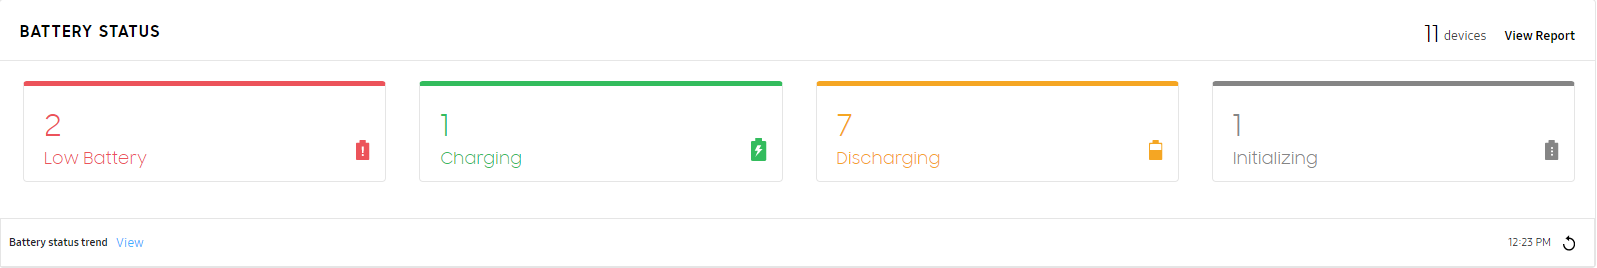 BATTERY STATUS
11 devices View Report
2
Low Battery
1
Charging
7
Discharging
1
Initializing
Battery status trend View
12:23 PM